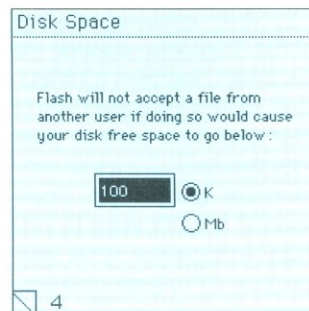 Disk Space
Flash will not accept a file from
another user if doing so would cause
your disk free space to go below :
100
K
Mb
4